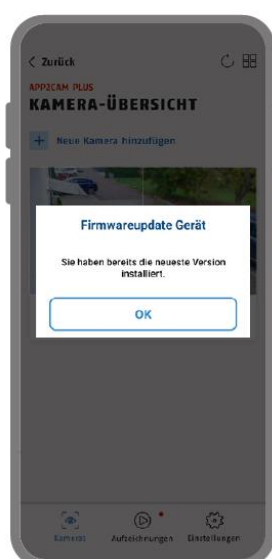 Zurück
APP2CAM PLUS
KAMERA-ÜBERSICHT
+ Neue Kamera hinzufügen
Firmwareupdate Gerät
Sie haben bereits die neueste Version
installiert.
OK
Kameras Aufzeichnungen Einstellungen